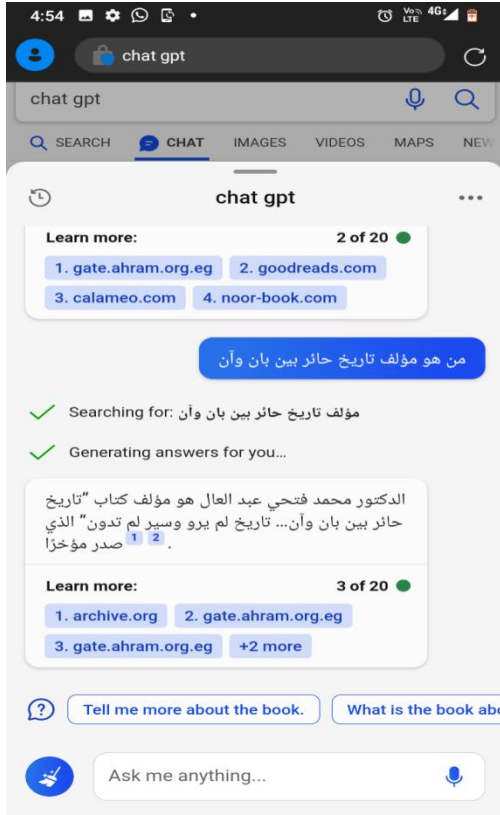 4:54
Vo LTE 4G
chat gpt
chat gpt
SEARCH CHAT IMAGES VIDEOS MAPS NEW
chat gpt
Learn more: 2 of 20
1. gate.ahram.org.eg 2. goodreads.com
3. calameo.com 4. noor-book.com
من هو مؤلف تاريخ حائر بين بان وآن
Searching for: مؤلف تاريخ حائر بين بان وآن
Generating answers for you...
الدكتور محمد فتحي عبد العال هو مؤلف كتاب “تاريخ
حائر بين بان وآن... تاريخ لم يرو وسير لم تدون” الذي
صدر مؤخرًا 1 2 .
Learn more: 3 of 20
1. archive.org 2. gate.ahram.org.eg
3. gate.ahram.org.eg +2 more
Tell me more about the book. What is the book abo
Ask me anything...